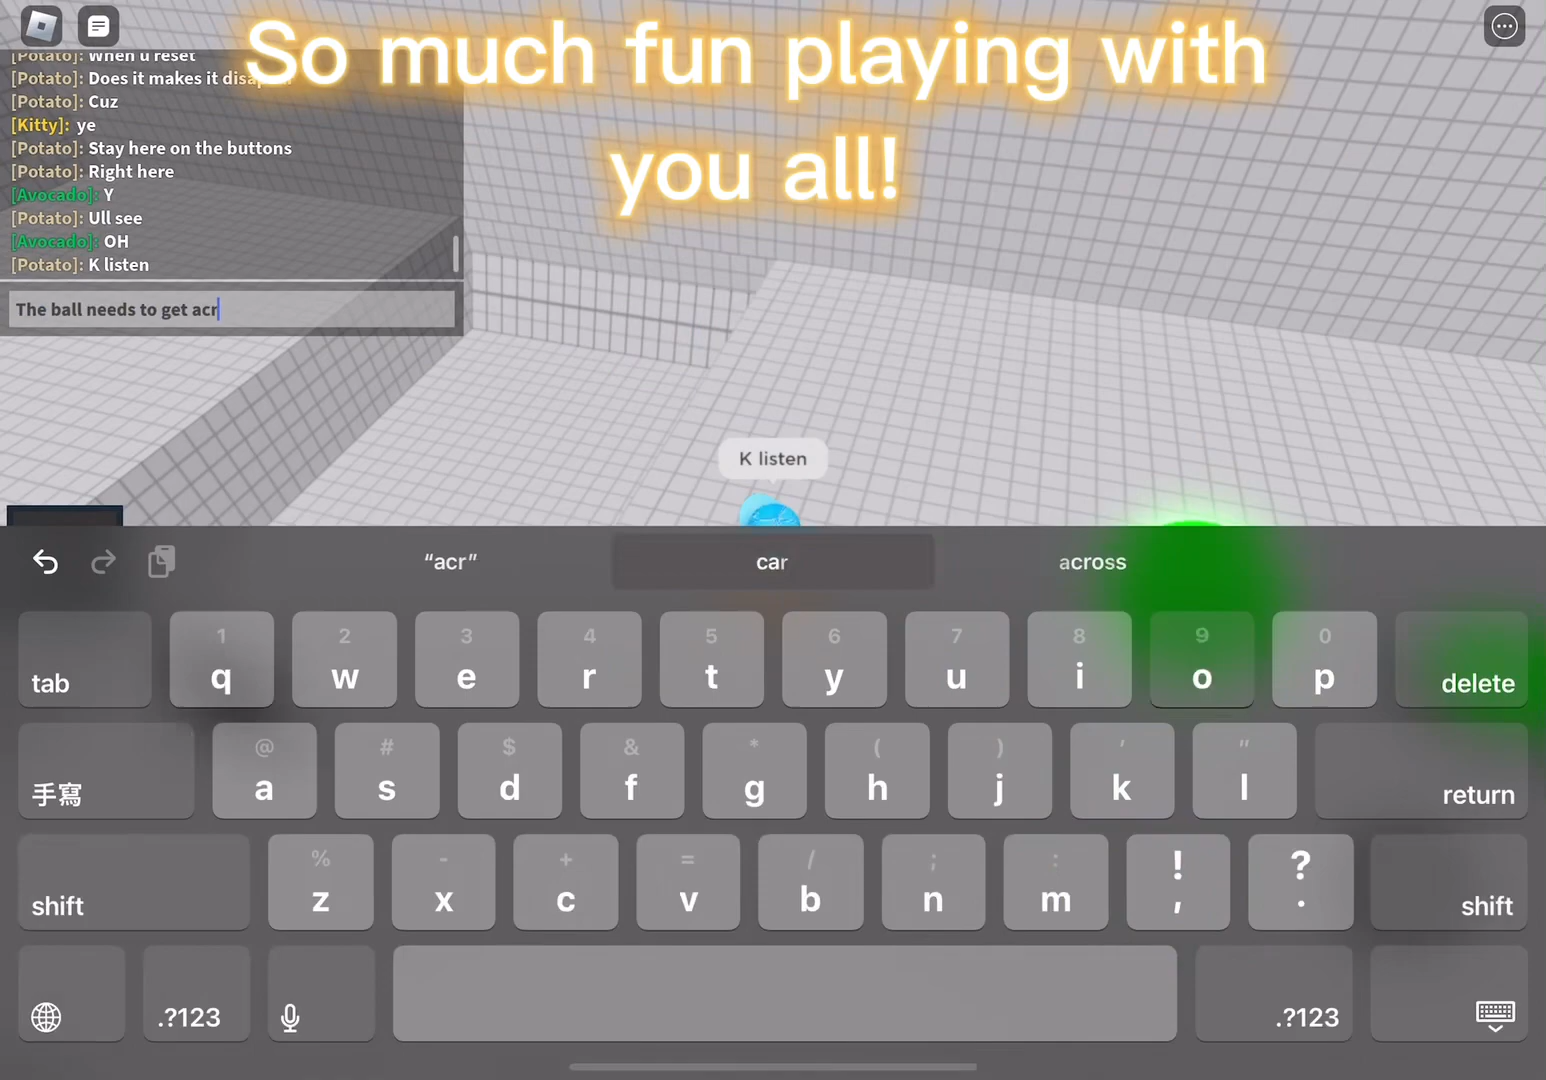 So much fun playing with
you all!
[Potato]: When u reset
[Potato]: Does it makes it
[Potato]: Cuz
[Kitty]: ye
[Potato]: Stay here on the buttons
[Potato]: Right here
[Avocado]: Y
[Potato]: Ull see
[Avocado]: OH
[Potato]: K listen
The ball needs to get acr
K listen
“acr” car across
1 2 3 4 5 6 7 8 9 0
tab q w e r t y u i o p delete
@ # $ & * ( ) ' "
手寫 a s d f g h j k l return
% - + = / ; : ! ?
shift z x c v b n m , . shift
.?123 .?123